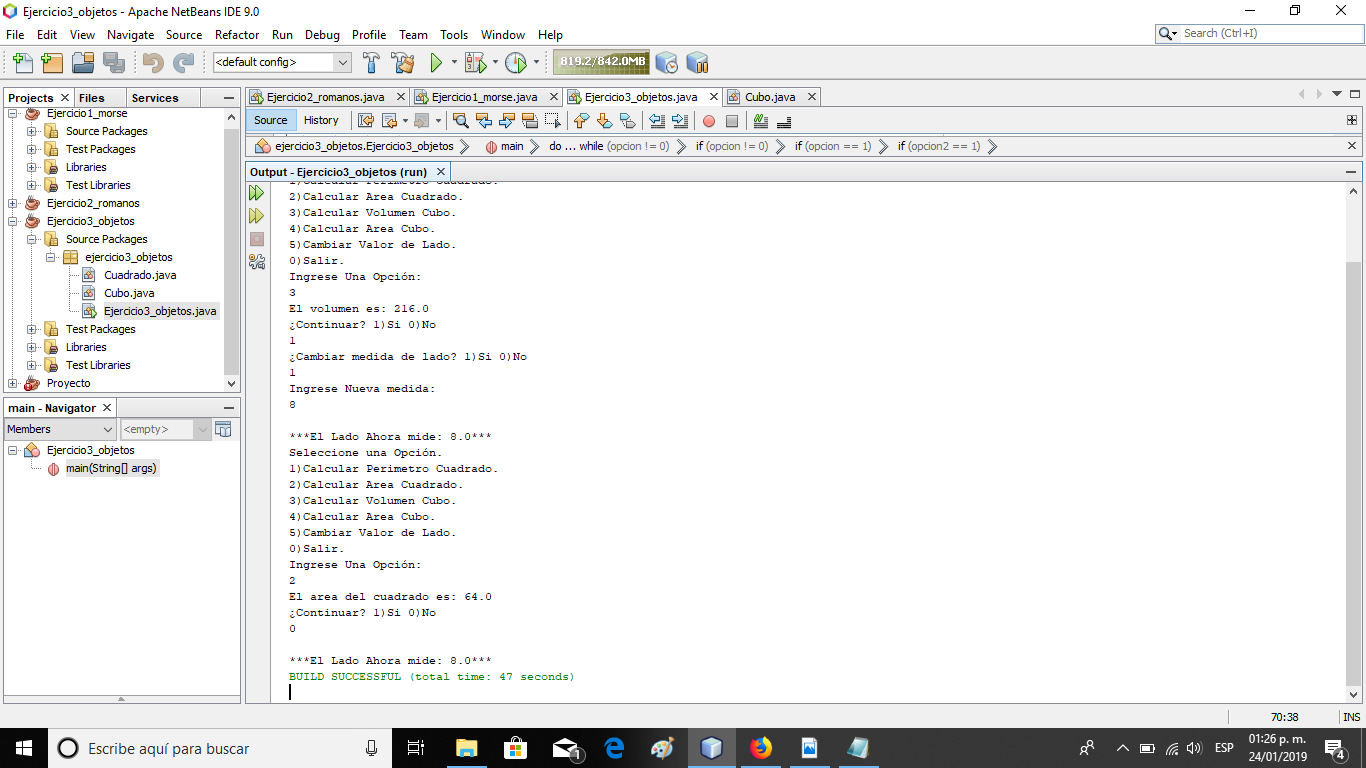 Ejercicio3_objetos - Apache NetBeans IDE 9.0
File Edit View Navigate Source Refactor Run Debug Profile Team Tools Window Help
Search (Ctrl+I)
<default config>
819.2/842.0MB
Projects Files Services
Ejercicio1_morse
Source Packages
Test Packages
Libraries
Test Libraries
Ejercicio2_romanos
Ejercicio3_objetos
Source Packages
ejercicio3_objetos
Cuadrado.java
Cubo.java
Ejercicio3_objetos.java
Test Packages
Libraries
Test Libraries
Proyecto
main - Navigator
Members <empty>
Ejercicio3_objetos
main(String[] args)
Ejercicio2_romanos.java Ejercicio1_morse.java Ejercicio3_objetos.java Cubo.java
Source History
ejercicio3_objetos.Ejercicio3_objetos main do ... while (opcion != 0) if (opcion != 0) if (opcion == 1) if (opcion2 == 1)
Output - Ejercicio3_objetos (run)
1)Calcular Perimetro Cuadrado.
2)Calcular Area Cuadrado.
3)Calcular Volumen Cubo.
4)Calcular Area Cubo.
5)Cambiar Valor de Lado.
0)Salir.
Ingrese Una Opción:
3
El volumen es: 216.0
¿Continuar? 1)Si 0)No
1
¿Cambiar medida de lado? 1)Si 0)No
1
Ingrese Nueva medida:
8
***El Lado Ahora mide: 8.0***
Seleccione una Opción.
1)Calcular Perimetro Cuadrado.
2)Calcular Area Cuadrado.
3)Calcular Volumen Cubo.
4)Calcular Area Cubo.
5)Cambiar Valor de Lado.
0)Salir.
Ingrese Una Opción:
2
El area del cuadrado es: 64.0
¿Continuar? 1)Si 0)No
0
***El Lado Ahora mide: 8.0***
BUILD SUCCESSFUL (total time: 47 seconds)
70:38 INS
Escribe aquí para buscar
1
ESP
01:26 p. m.
24/01/2019
4